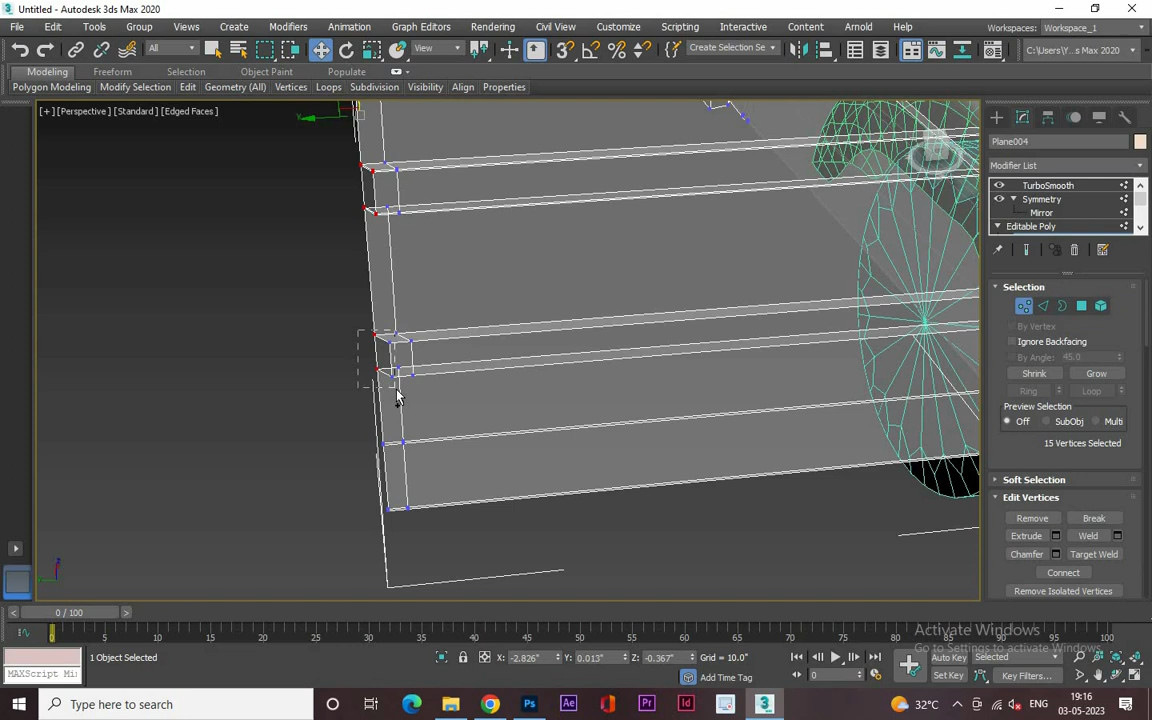 Untitled - Autodesk 3ds Max 2020
File Edit Tools Group Views Create Modifiers Animation Graph Editors Rendering Civil View Customize Scripting Interactive Content Arnold Help Workspaces: Workspace_1
All View Create Selection Se C:\Users\Y...s Max 2020
Modeling Freeform Selection Object Paint Populate
Polygon Modeling Modify Selection Edit Geometry (All) Vertices Loops Subdivision Visibility Align Properties
[+] [Perspective] [Standard] [Edged Faces]
Plane004
Modifier List
TurboSmooth
Symmetry
Mirror
Editable Poly
Selection
By Vertex
Ignore Backfacing
By Angle: 45.0
Shrink Grow
Ring Loop
Preview Selection
Off SubObj Multi
15 Vertices Selected
Soft Selection
Edit Vertices
Remove Break
Extrude Weld
Chamfer Target Weld
Connect
Remove Isolated Vertices
y
z
0 / 100
0 5 10 15 20 25 30 35 40 45 50 55 60 65 70 75 80 85 90 95 100
Activate Windows
Go to Settings to activate Windows.
1 Object Selected X: -2.826" Y: 0.013" Z: -0.367" Grid = 10.0" Auto Key Selected
MAXScript Mi Add Time Tag 0 Set Key Key Filters...
Type here to search
32°C ENG
19:16
03-05-2023